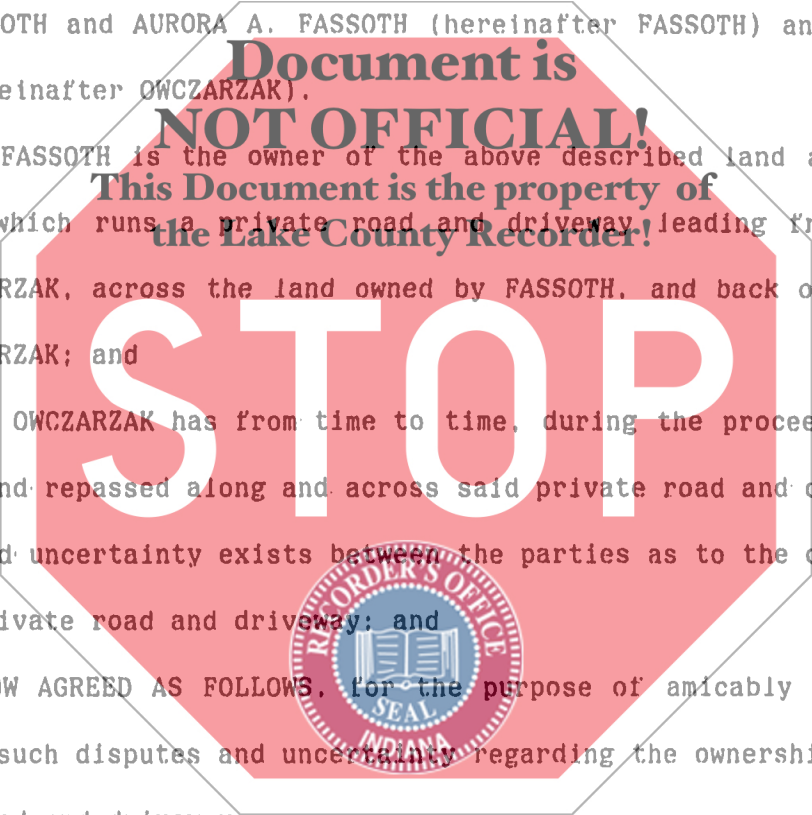 OTH and AURORA A. FASSOTH (hereinafter FASSOTH) an
Document is
einafter OWCZARZAK).
NOT OFFICIAL!
FASSOTH is the owner of the above described land a
This Document is the property of
which runs a private road and driveway leading fr
the Lake County Recorder!
RZAK, across the land owned by FASSOTH, and back o
STOP
RZAK; and
OWCZARZAK has from time to time, during the procee
nd repassed along and across said private road and d
d uncertainty exists between the parties as to the o
RECORDER'S OFFICE
ivate road and driveway; and
OW AGREED AS FOLLOWS, for the purpose of amicably
SEAL
INDIANA
such disputes and uncertainty regarding the ownershi